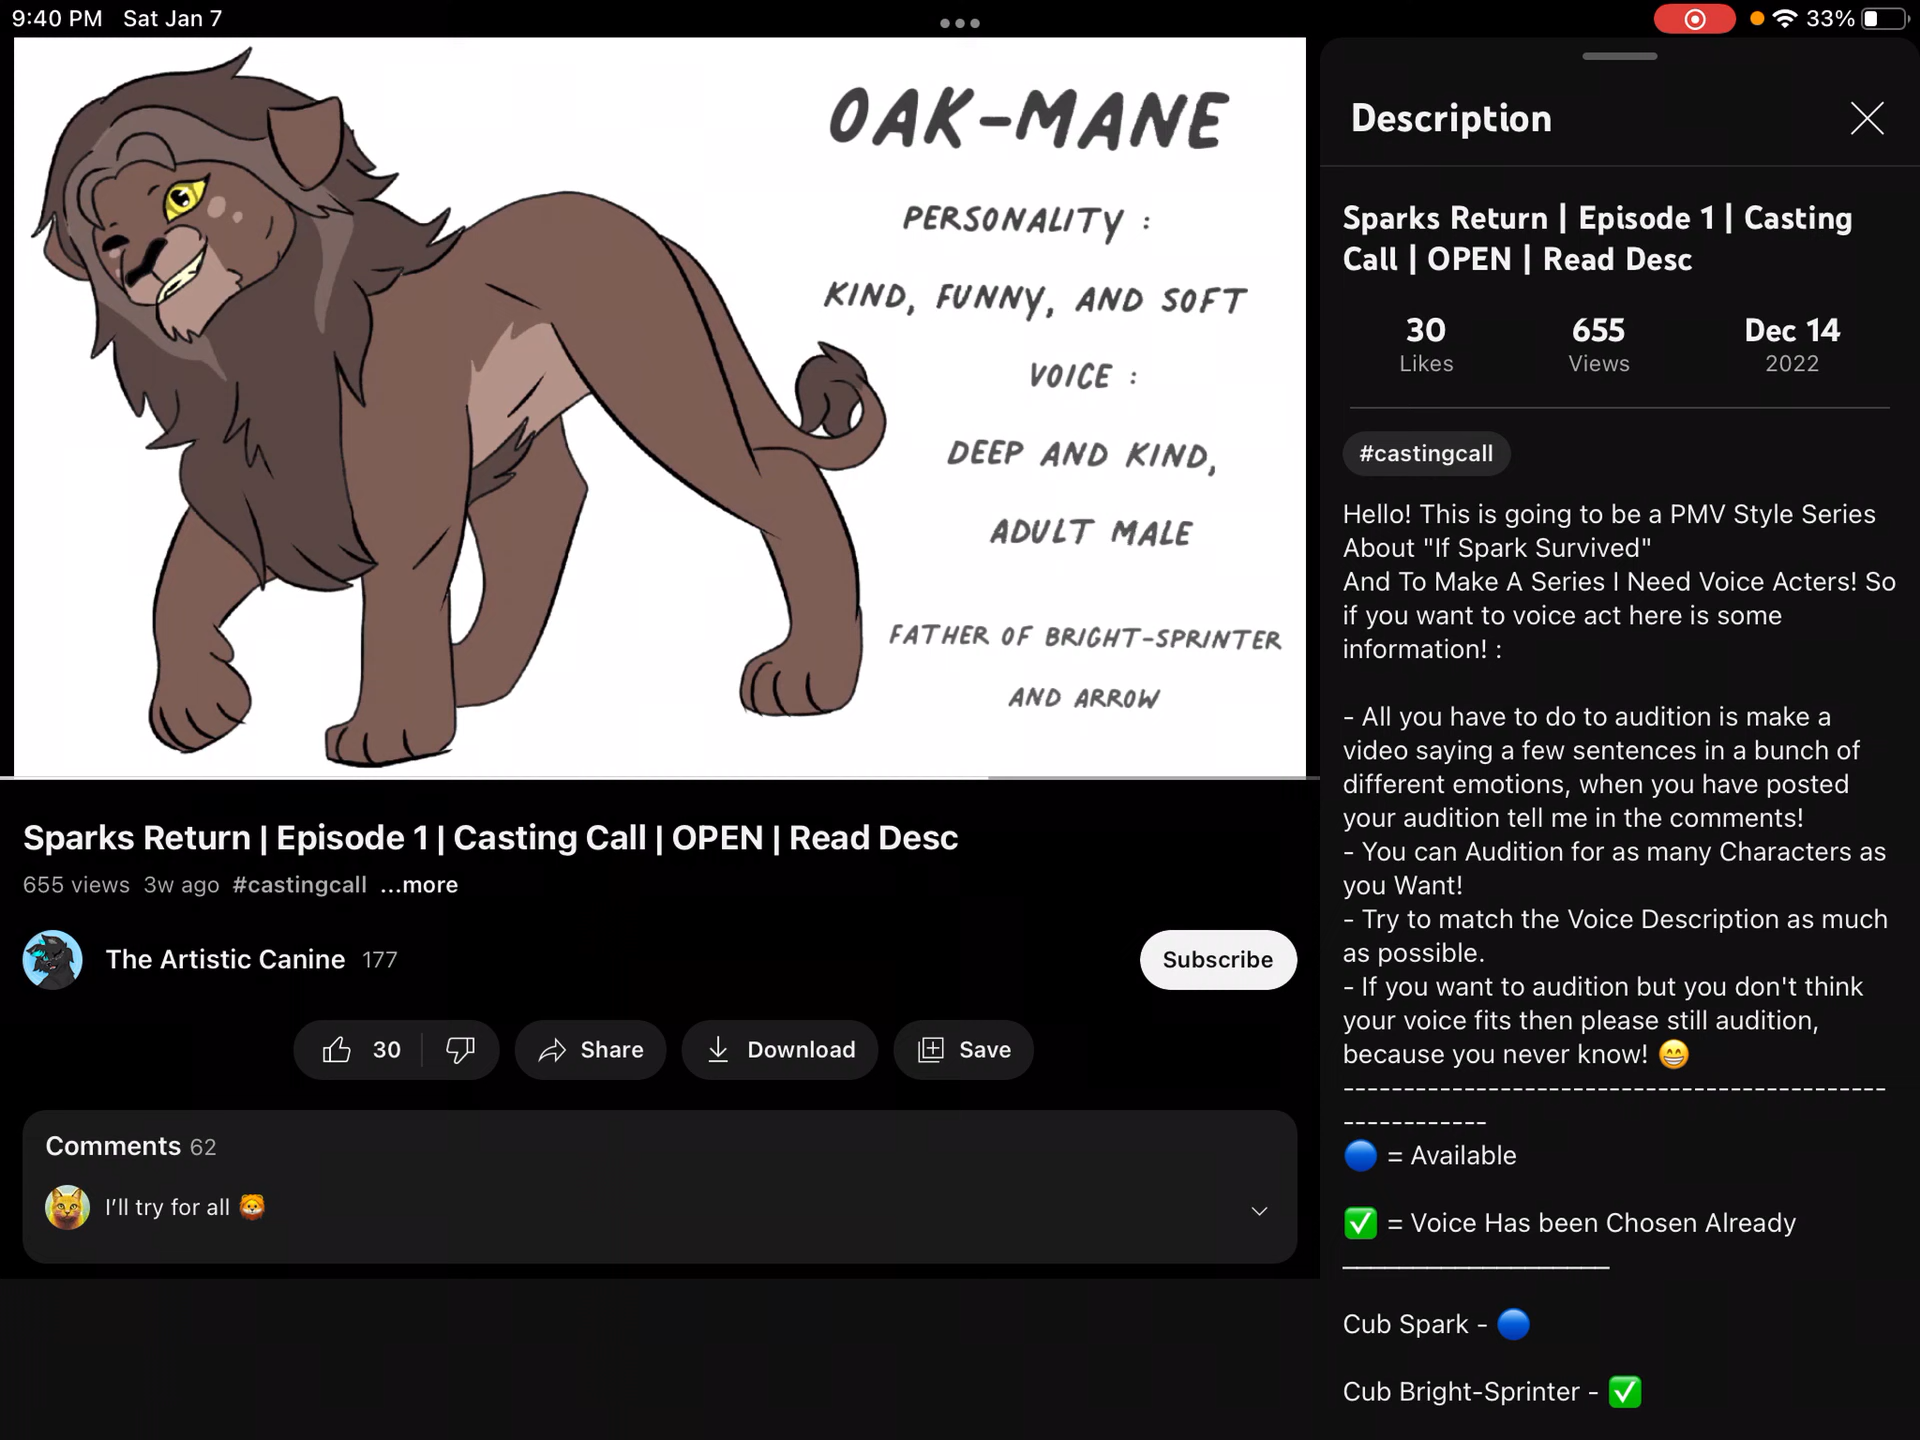 9:40 PM Sat Jan 7
33%
OAK-MANE
PERSONALITY :
KIND, FUNNY, AND SOFT
VOICE :
DEEP AND KIND,
ADULT MALE
FATHER OF BRIGHT-SPRINTER
AND ARROW
Sparks Return | Episode 1 | Casting Call | OPEN | Read Desc
655 views 3w ago #castingcall ...more
The Artistic Canine 177
Subscribe
30 Share Download Save
Comments 62
I’ll try for all 🦁
Description
Sparks Return | Episode 1 | Casting
Call | OPEN | Read Desc
30 655 Dec 14
Likes Views 2022
#castingcall
Hello! This is going to be a PMV Style Series
About "If Spark Survived"
And To Make A Series I Need Voice Acters! So
if you want to voice act here is some
information! :
- All you have to do to audition is make a
video saying a few sentences in a bunch of
different emotions, when you have posted
your audition tell me in the comments!
- You can Audition for as many Characters as
you Want!
- Try to match the Voice Description as much
as possible.
- If you want to audition but you don't think
your voice fits then please still audition,
because you never know! 😁
------------------------------------------
------------
🔵 = Available
✅ = Voice Has been Chosen Already
___________________
Cub Spark - 🔵
Cub Bright-Sprinter - ✅